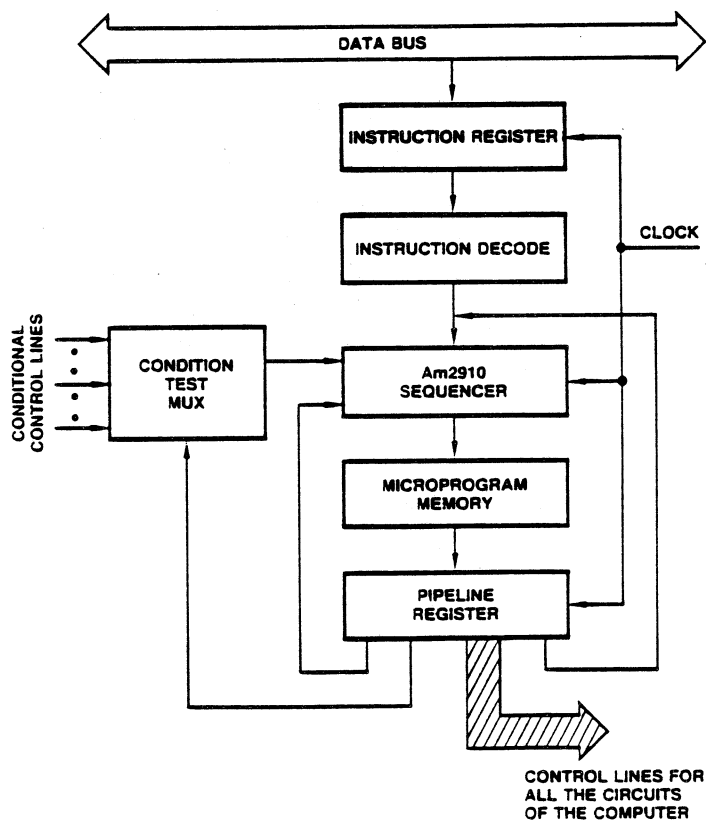 DATA BUS
INSTRUCTION REGISTER
CLOCK
INSTRUCTION DECODE
CONDITIONAL
CONTROL LINES
CONDITION
TEST
MUX
Am2910
SEQUENCER
MICROPROGRAM
MEMORY
PIPELINE
REGISTER
CONTROL LINES FOR
ALL THE CIRCUITS
OF THE COMPUTER